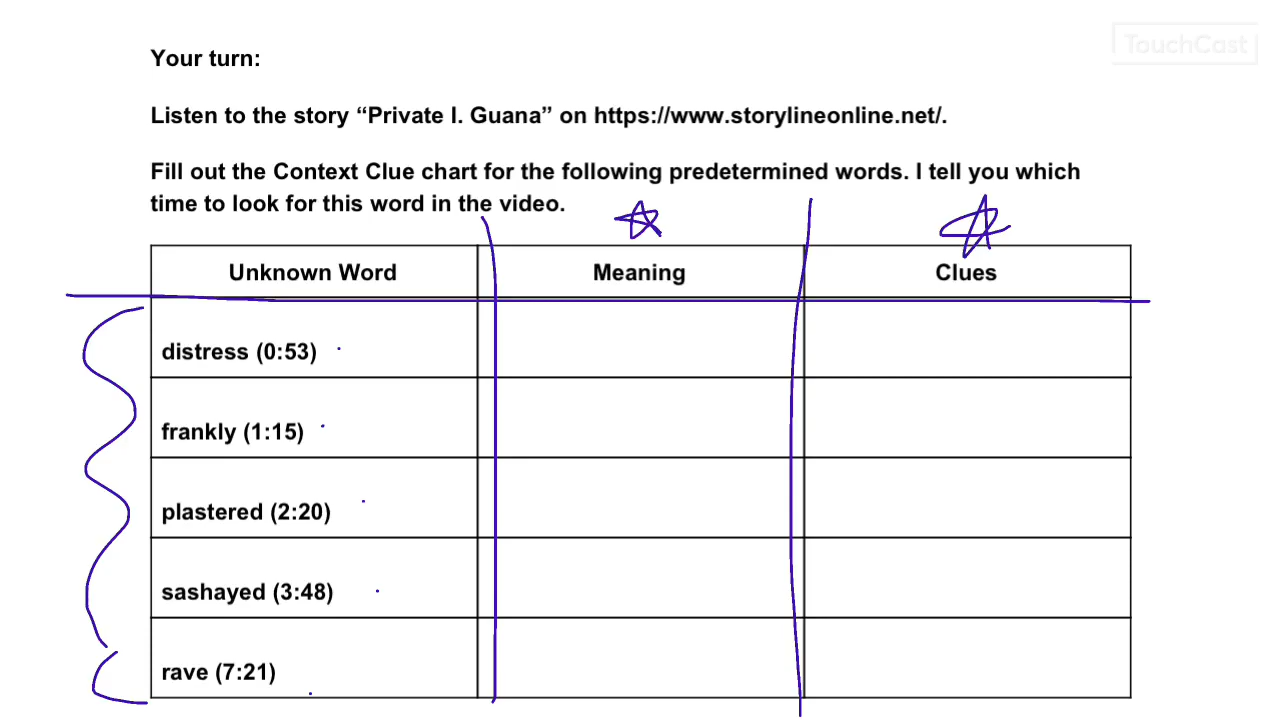 TouchCast
Your turn:
Listen to the story “Private I. Guana” on https://www.storylineonline.net/.
Fill out the Context Clue chart for the following predetermined words. I tell you which
time to look for this word in the video.
Unknown Word Meaning Clues
distress (0:53)
frankly (1:15)
plastered (2:20)
sashayed (3:48)
rave (7:21)